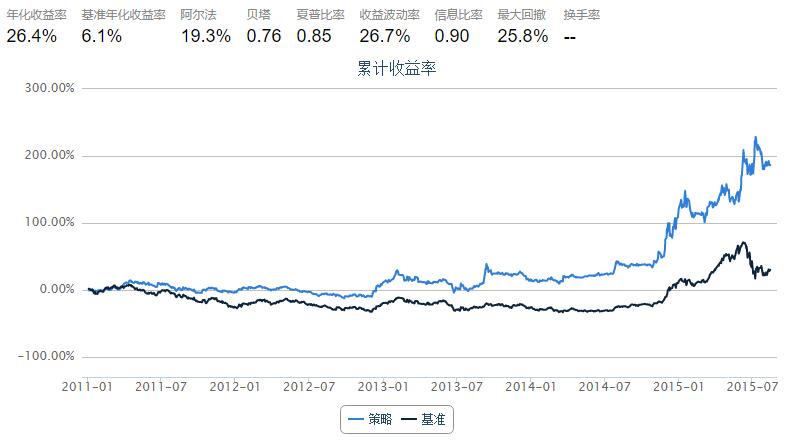 年化收益率 基准年化收益率 阿尔法 贝塔 夏普比率 收益波动率 信息比率 最大回撤 换手率
26.4% 6.1% 19.3% 0.76 0.85 26.7% 0.90 25.8% --
累计收益率
300.00%
200.00%
100.00%
0.00%
-100.00%
2011-01 2011-07 2012-01 2012-07 2013-01 2013-07 2014-01 2014-07 2015-01 2015-07
策略 基准